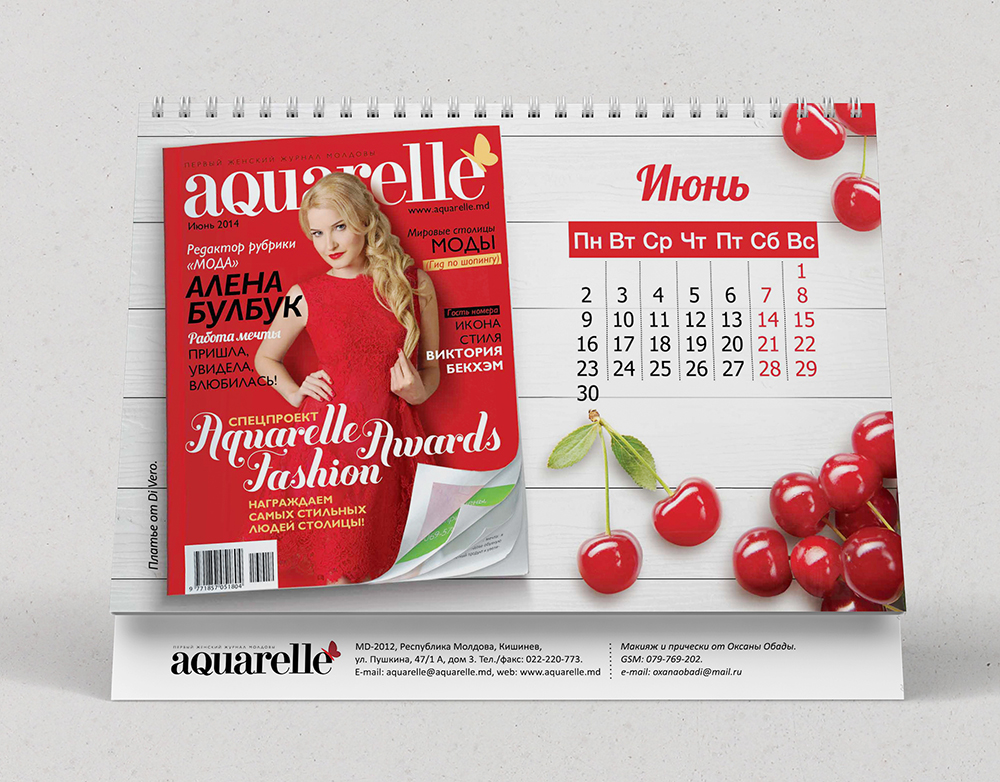 ПЕРВЫЙ ЖЕНСКИЙ ЖУРНАЛ МОЛДОВЫ
aquarelle
www.aquarelle.md
Июнь 2014
Редактор рубрики
«МОДА»
АЛЕНА
БУЛБУК
Работа мечты
ПРИШЛА,
УВИДЕЛА,
ВЛЮБИЛАСЬ!
Мировые столицы
МОДЫ
(Гид по шопингу)
Гость номера
ИКОНА
СТИЛЯ
ВИКТОРИЯ
БЕКХЭМ
СПЕЦПРОЕКТ
Aquarelle Awards
Fashion
НАГРАЖДАЕМ
САМЫХ СТИЛЬНЫХ
ЛЮДЕЙ СТОЛИЦЫ!
9 771857 051804
Платье от Di Vero.
Июнь
Пн Вт Ср Чт Пт Сб Вс
1
2 3 4 5 6 7 8
9 10 11 12 13 14 15
16 17 18 19 20 21 22
23 24 25 26 27 28 29
30
ПЕРВЫЙ ЖЕНСКИЙ ЖУРНАЛ МОЛДОВЫ
aquarelle
MD-2012, Республика Молдова, Кишинев,
ул. Пушкина, 47/1 А, дом 3. Тел./факс: 022-220-773.
E-mail: aquarelle@aquarelle.md, web: www.aquarelle.md
Макияж и прически от Оксаны Обады.
GSM: 079-769-202.
e-mail: oxanaobadi@mail.ru